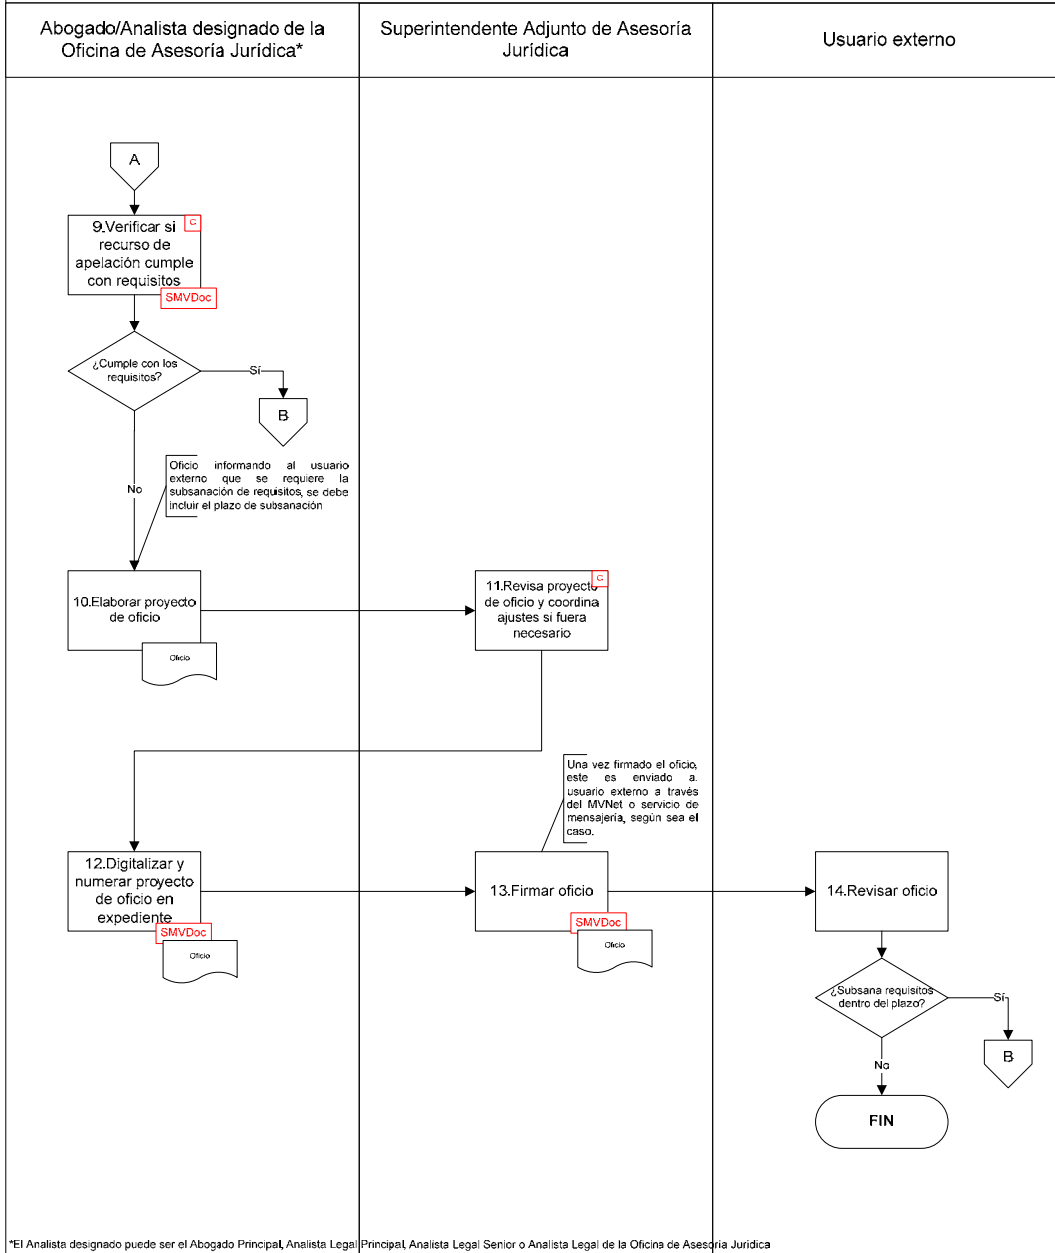 Abogado/Analista designado de la
Oficina de Asesoría Jurídica*
Superintendente Adjunto de Asesoría
Jurídica
Usuario externo
A
9.Verificar si
recurso de
apelación cumple
con requisitos
C
SMVDoc
¿Cumple con los
requisitos?
Sí
B
No
Oficio informando al usuario
externo que se requiere la
subsanación de requisitos, se debe
incluir el plazo de subsanación
10.Elaborar proyecto
de oficio
Oficio
11.Revisa proyecto
de oficio y coordina
ajustes si fuera
necesario
C
Una vez firmado el oficio,
este es enviado a.
usuario externo a través
del MVNet o servicio de
mensajería, según sea el
caso.
12.Digitalizar y
numerar proyecto
de oficio en
expediente
SMVDoc
Oficio
13.Firmar oficio
SMVDoc
Oficio
14.Revisar oficio
¿Subsana requisitos
dentro del plazo?
Sí
B
No
FIN
*El Analista designado puede ser el Abogado Principal, Analista Legal Principal, Analista Legal Senior o Analista Legal de la Oficina de Asesoría Jurídica